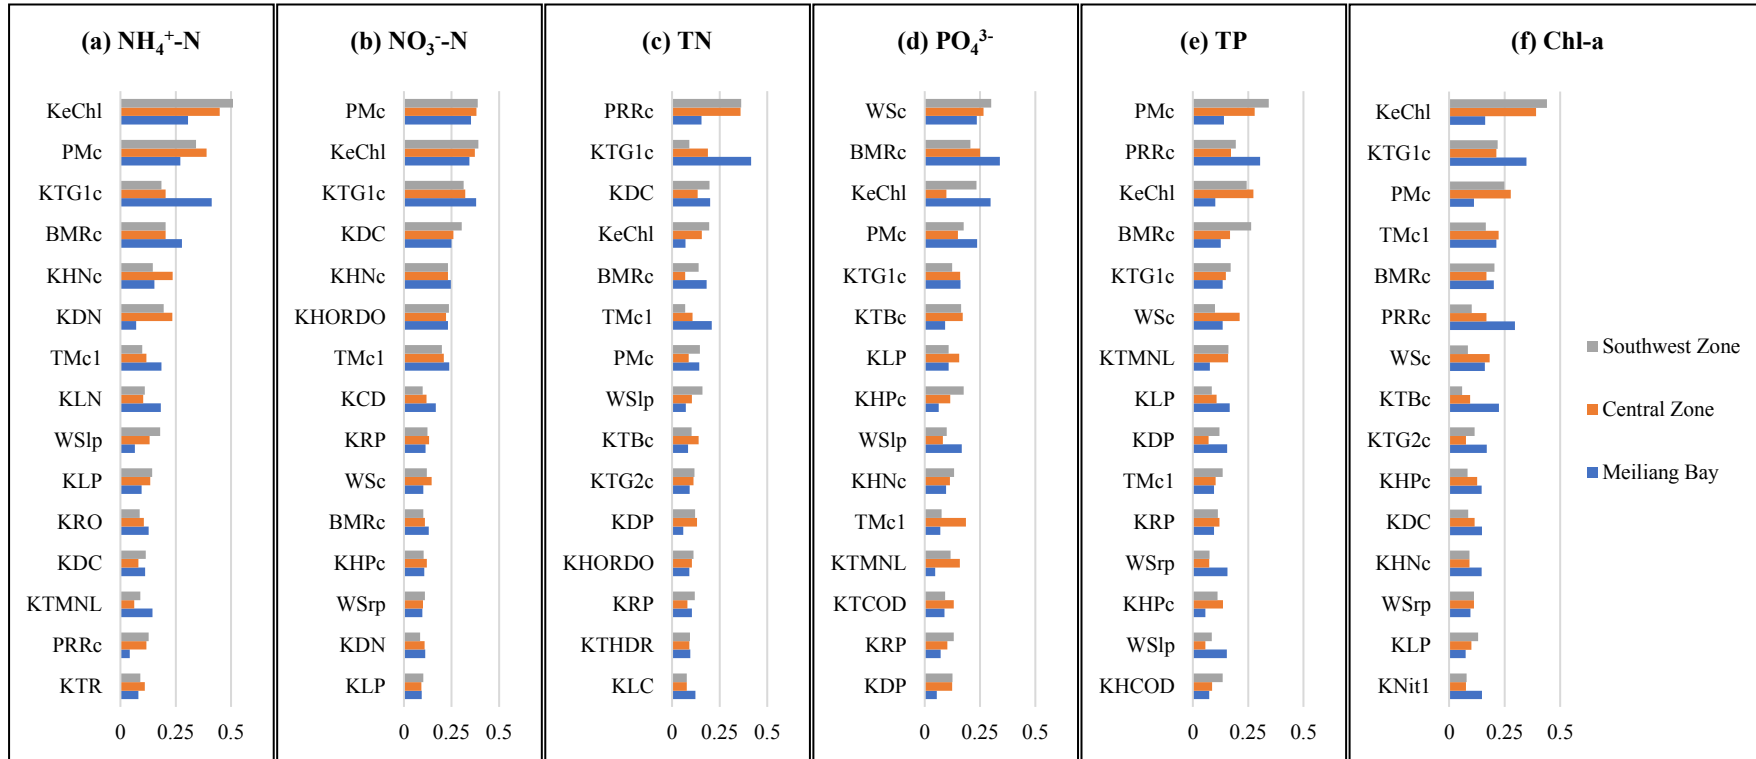 (a) NH₄⁺-N
KeChl
PMc
KTG1c
BMRc
KHNc
KDN
TMc1
KLN
WSlp
KLP
KRO
KDC
KTMNL
PRRc
KTR
0 0.25 0.5
(b) NO₃⁻-N
PMc
KeChl
KTG1c
KDC
KHNc
KHORDO
TMc1
KCD
KRP
WSc
BMRc
KHPc
WSrp
KDN
KLP
0 0.25 0.5
(c) TN
PRRc
KTG1c
KDC
KeChl
BMRc
TMc1
PMc
WSlp
KTBc
KTG2c
KDP
KHORDO
KRP
KTHDR
KLC
0 0.25 0.5
(d) PO₄³⁻
WSc
BMRc
KeChl
PMc
KTG1c
KTBc
KLP
KHPc
WSlp
KHNc
TMc1
KTMNL
KTCOD
KRP
KDP
0 0.25 0.5
(e) TP
PMc
PRRc
KeChl
BMRc
KTG1c
WSc
KTMNL
KLP
KDP
TMc1
KRP
WSrp
KHPc
WSlp
KHCOD
0 0.25 0.5
(f) Chl-a
KeChl
KTG1c
PMc
TMc1
BMRc
PRRc
WSc
KTBc
KTG2c
KHPc
KDC
KHNc
WSrp
KLP
KNit1
0 0.25 0.5
Southwest Zone
Central Zone
Meiliang Bay